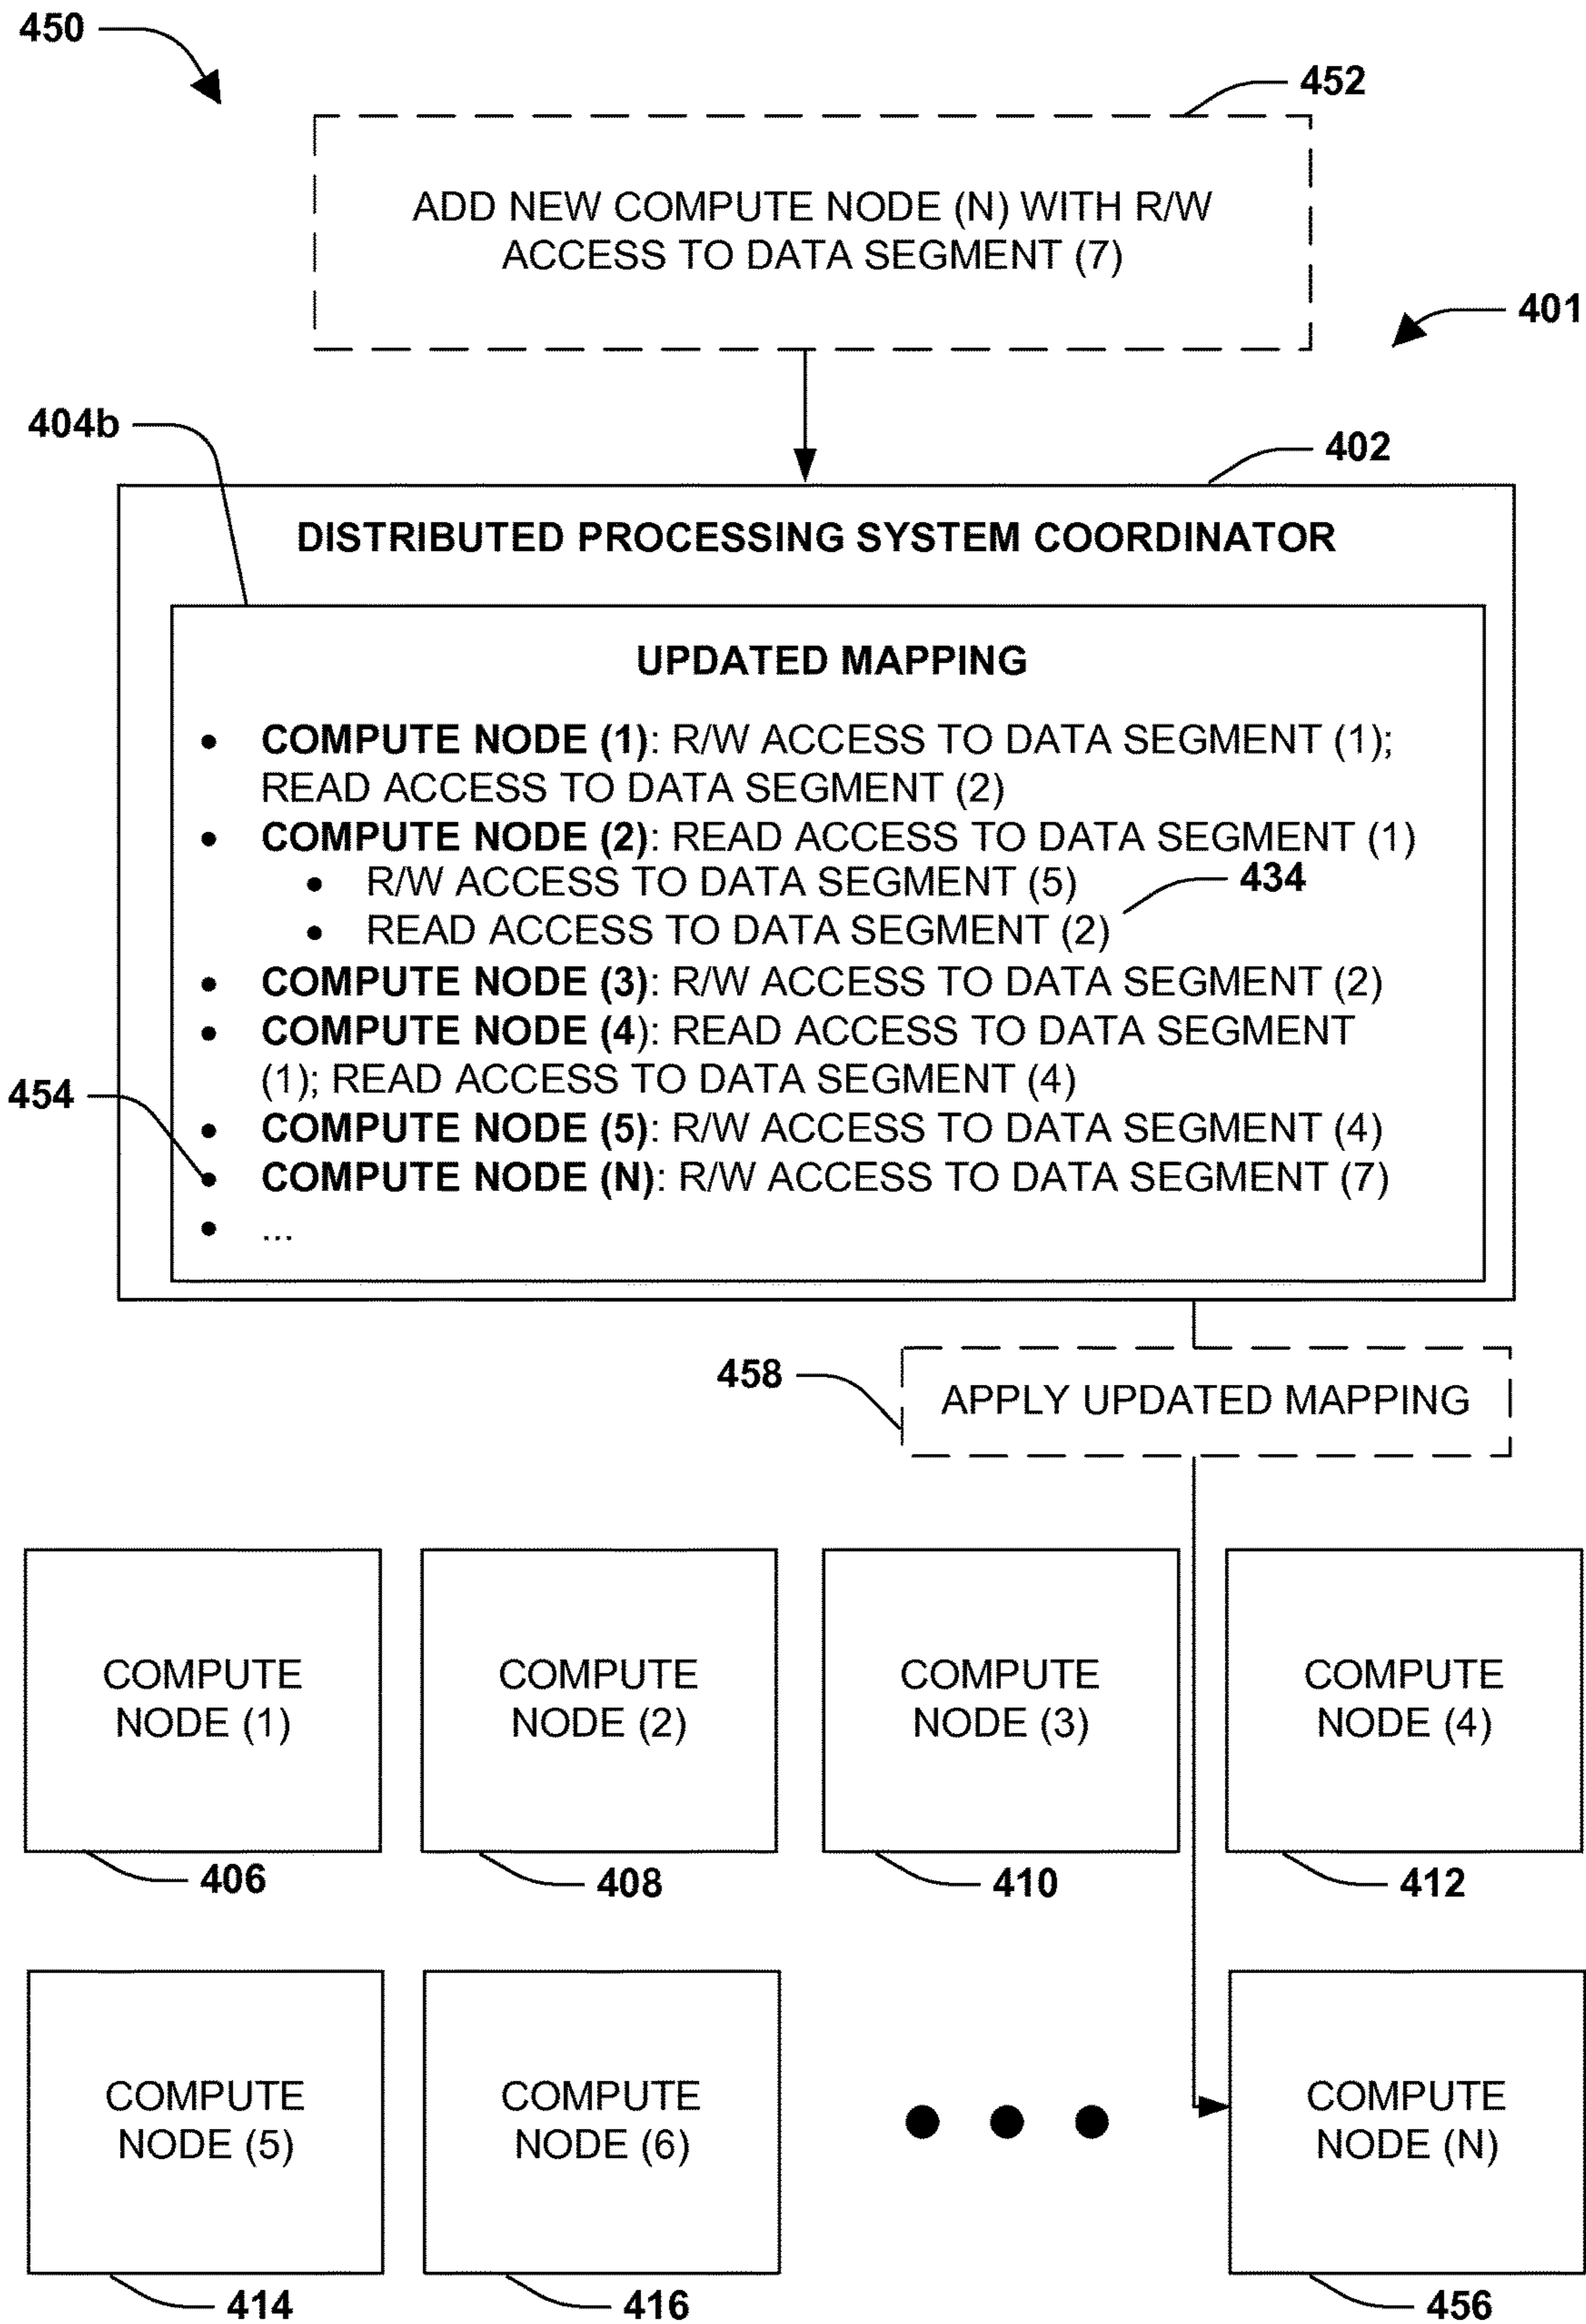 450
452
ADD NEW COMPUTE NODE (N) WITH R/W
ACCESS TO DATA SEGMENT (7)
401
404b
402
DISTRIBUTED PROCESSING SYSTEM COORDINATOR
UPDATED MAPPING
• COMPUTE NODE (1): R/W ACCESS TO DATA SEGMENT (1);
READ ACCESS TO DATA SEGMENT (2)
• COMPUTE NODE (2): READ ACCESS TO DATA SEGMENT (1)
• R/W ACCESS TO DATA SEGMENT (5)
434
• READ ACCESS TO DATA SEGMENT (2)
• COMPUTE NODE (3): R/W ACCESS TO DATA SEGMENT (2)
• COMPUTE NODE (4): READ ACCESS TO DATA SEGMENT
(1); READ ACCESS TO DATA SEGMENT (4)
454
• COMPUTE NODE (5): R/W ACCESS TO DATA SEGMENT (4)
• COMPUTE NODE (N): R/W ACCESS TO DATA SEGMENT (7)
• ...
458
APPLY UPDATED MAPPING
COMPUTE
NODE (1)
406
COMPUTE
NODE (2)
408
COMPUTE
NODE (3)
410
COMPUTE
NODE (4)
412
COMPUTE
NODE (5)
414
COMPUTE
NODE (6)
416
COMPUTE
NODE (N)
456